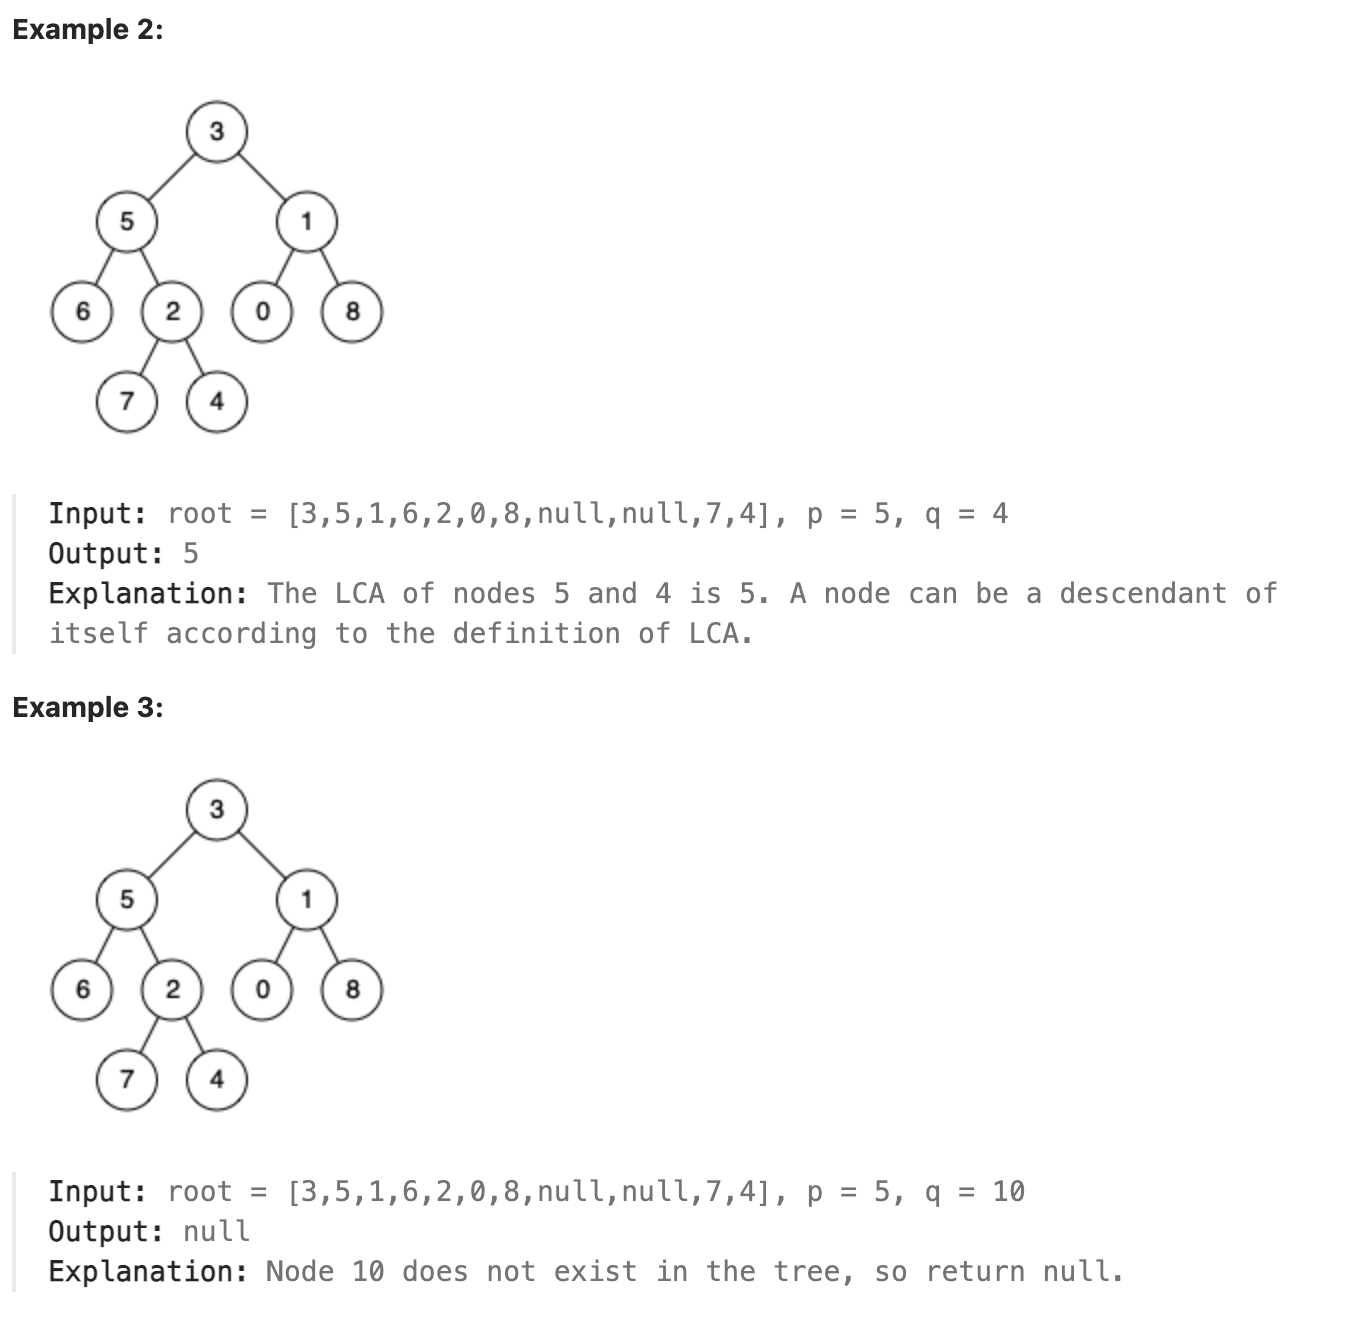 Example 2:
3
5 1
6 2 0 8
7 4
Input: root = [3,5,1,6,2,0,8,null,null,7,4], p = 5, q = 4
Output: 5
Explanation: The LCA of nodes 5 and 4 is 5. A node can be a descendant of
itself according to the definition of LCA.
Example 3:
3
5 1
6 2 0 8
7 4
Input: root = [3,5,1,6,2,0,8,null,null,7,4], p = 5, q = 10
Output: null
Explanation: Node 10 does not exist in the tree, so return null.